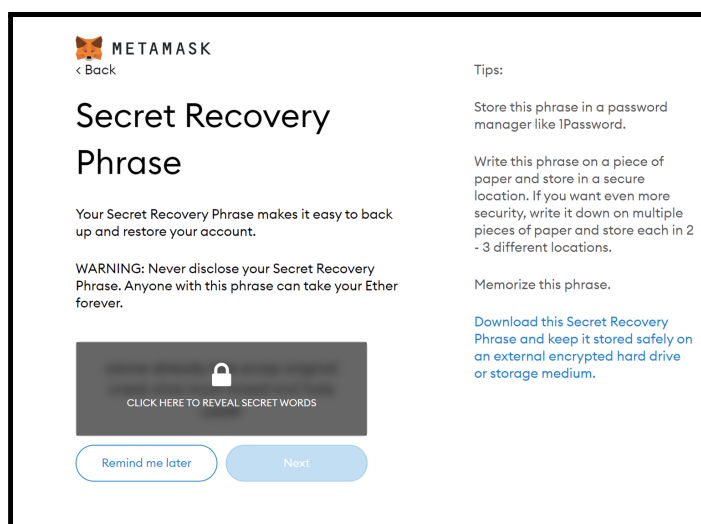 METAMASK
< Back
Secret Recovery
Phrase
Your Secret Recovery Phrase makes it easy to back
up and restore your account.
WARNING: Never disclose your Secret Recovery
Phrase. Anyone with this phrase can take your Ether
forever.
CLICK HERE TO REVEAL SECRET WORDS
Remind me later
Next
Tips:
Store this phrase in a password
manager like 1Password.
Write this phrase on a piece of
paper and store in a secure
location. If you want even more
security, write it down on multiple
pieces of paper and store each in 2
- 3 different locations.
Memorize this phrase.
Download this Secret Recovery
Phrase and keep it stored safely on
an external encrypted hard drive
or storage medium.